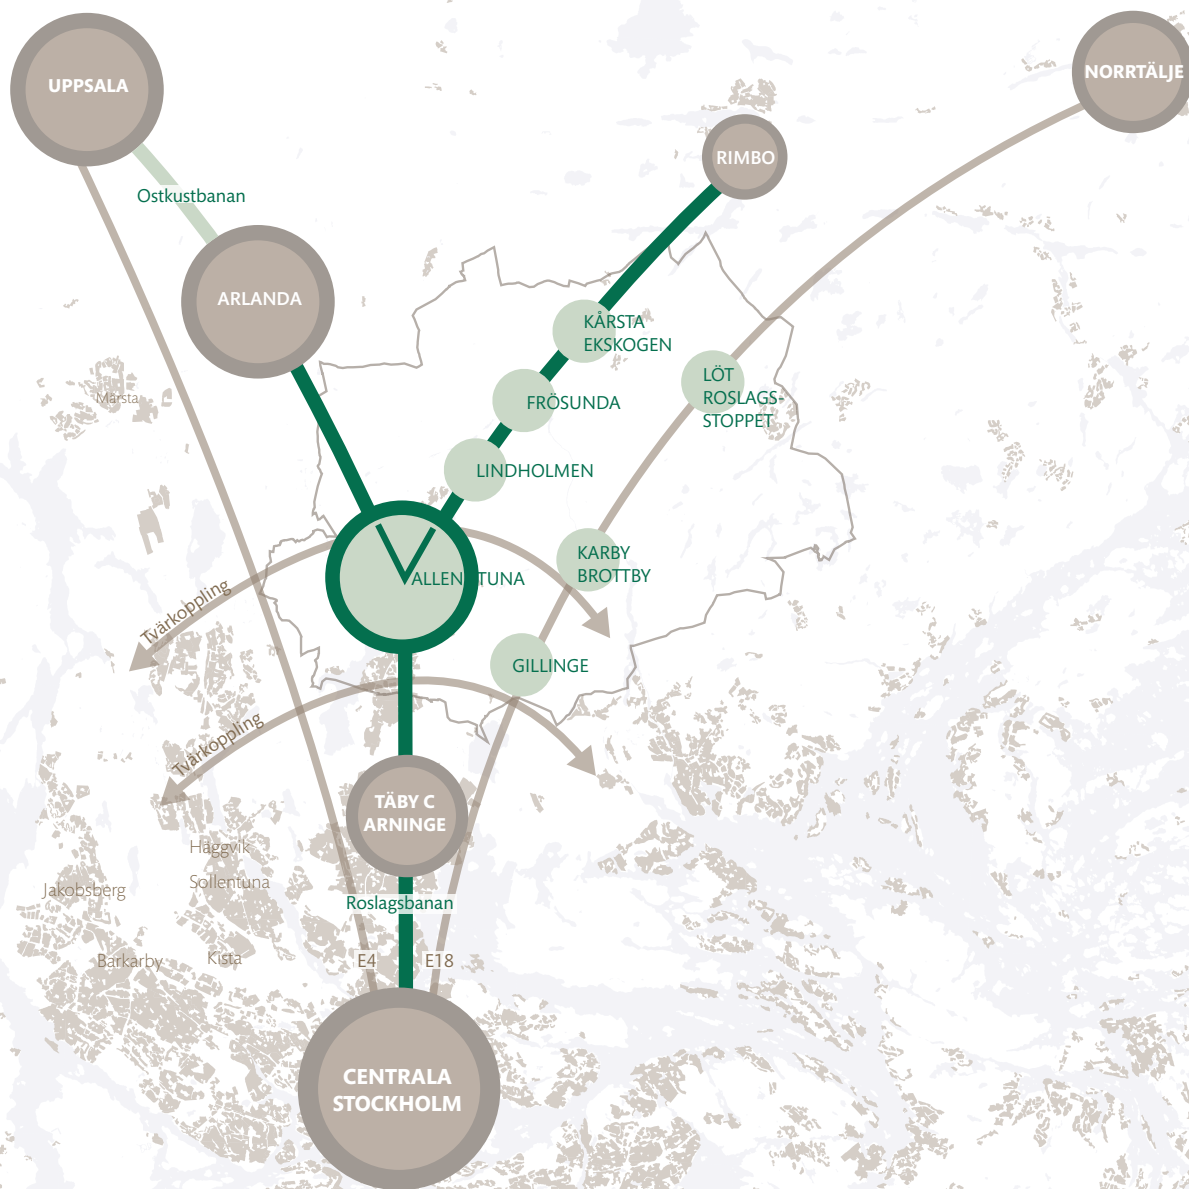 UPPSALA
NORRTÄLJE
RIMBO
Ostkustbanan
ARLANDA
KÅRSTA
EKSKOGEN
LÖT
ROSLAGS-
STOPPET
Märsta
FRÖSUNDA
LINDHOLMEN
KARBY
BROTTBY
VALLENTUNA
Tvärkoppling
GILLINGE
Tvärkoppling
TÄBY C
ARNINGE
Häggvik
Sollentuna
Jakobsberg
Roslagsbanan
Barkarby
Kista
E4
E18
CENTRALA
STOCKHOLM